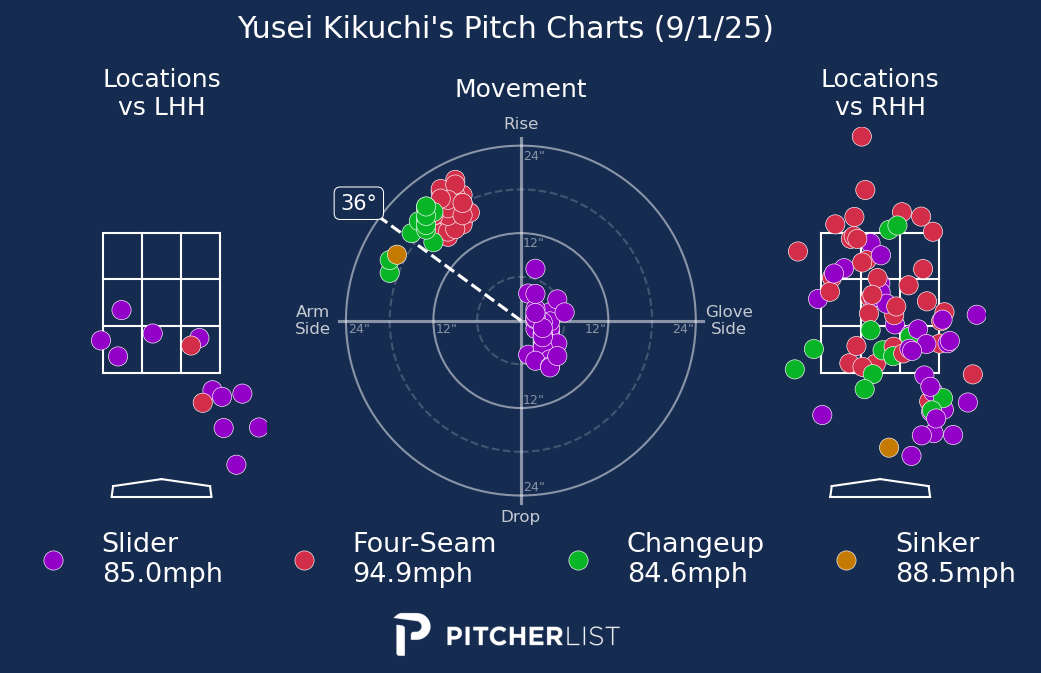 Yusei Kikuchi's Pitch Charts (9/1/25)
Locations
vs LHH
Movement
Locations
vs RHH
Rise
24"
36°
12"
Arm
Side
24"
12"
12"
24"
Glove
Side
12"
24"
Drop
Slider
85.0mph
Four-Seam
94.9mph
Changeup
84.6mph
Sinker
88.5mph
PITCHERLIST